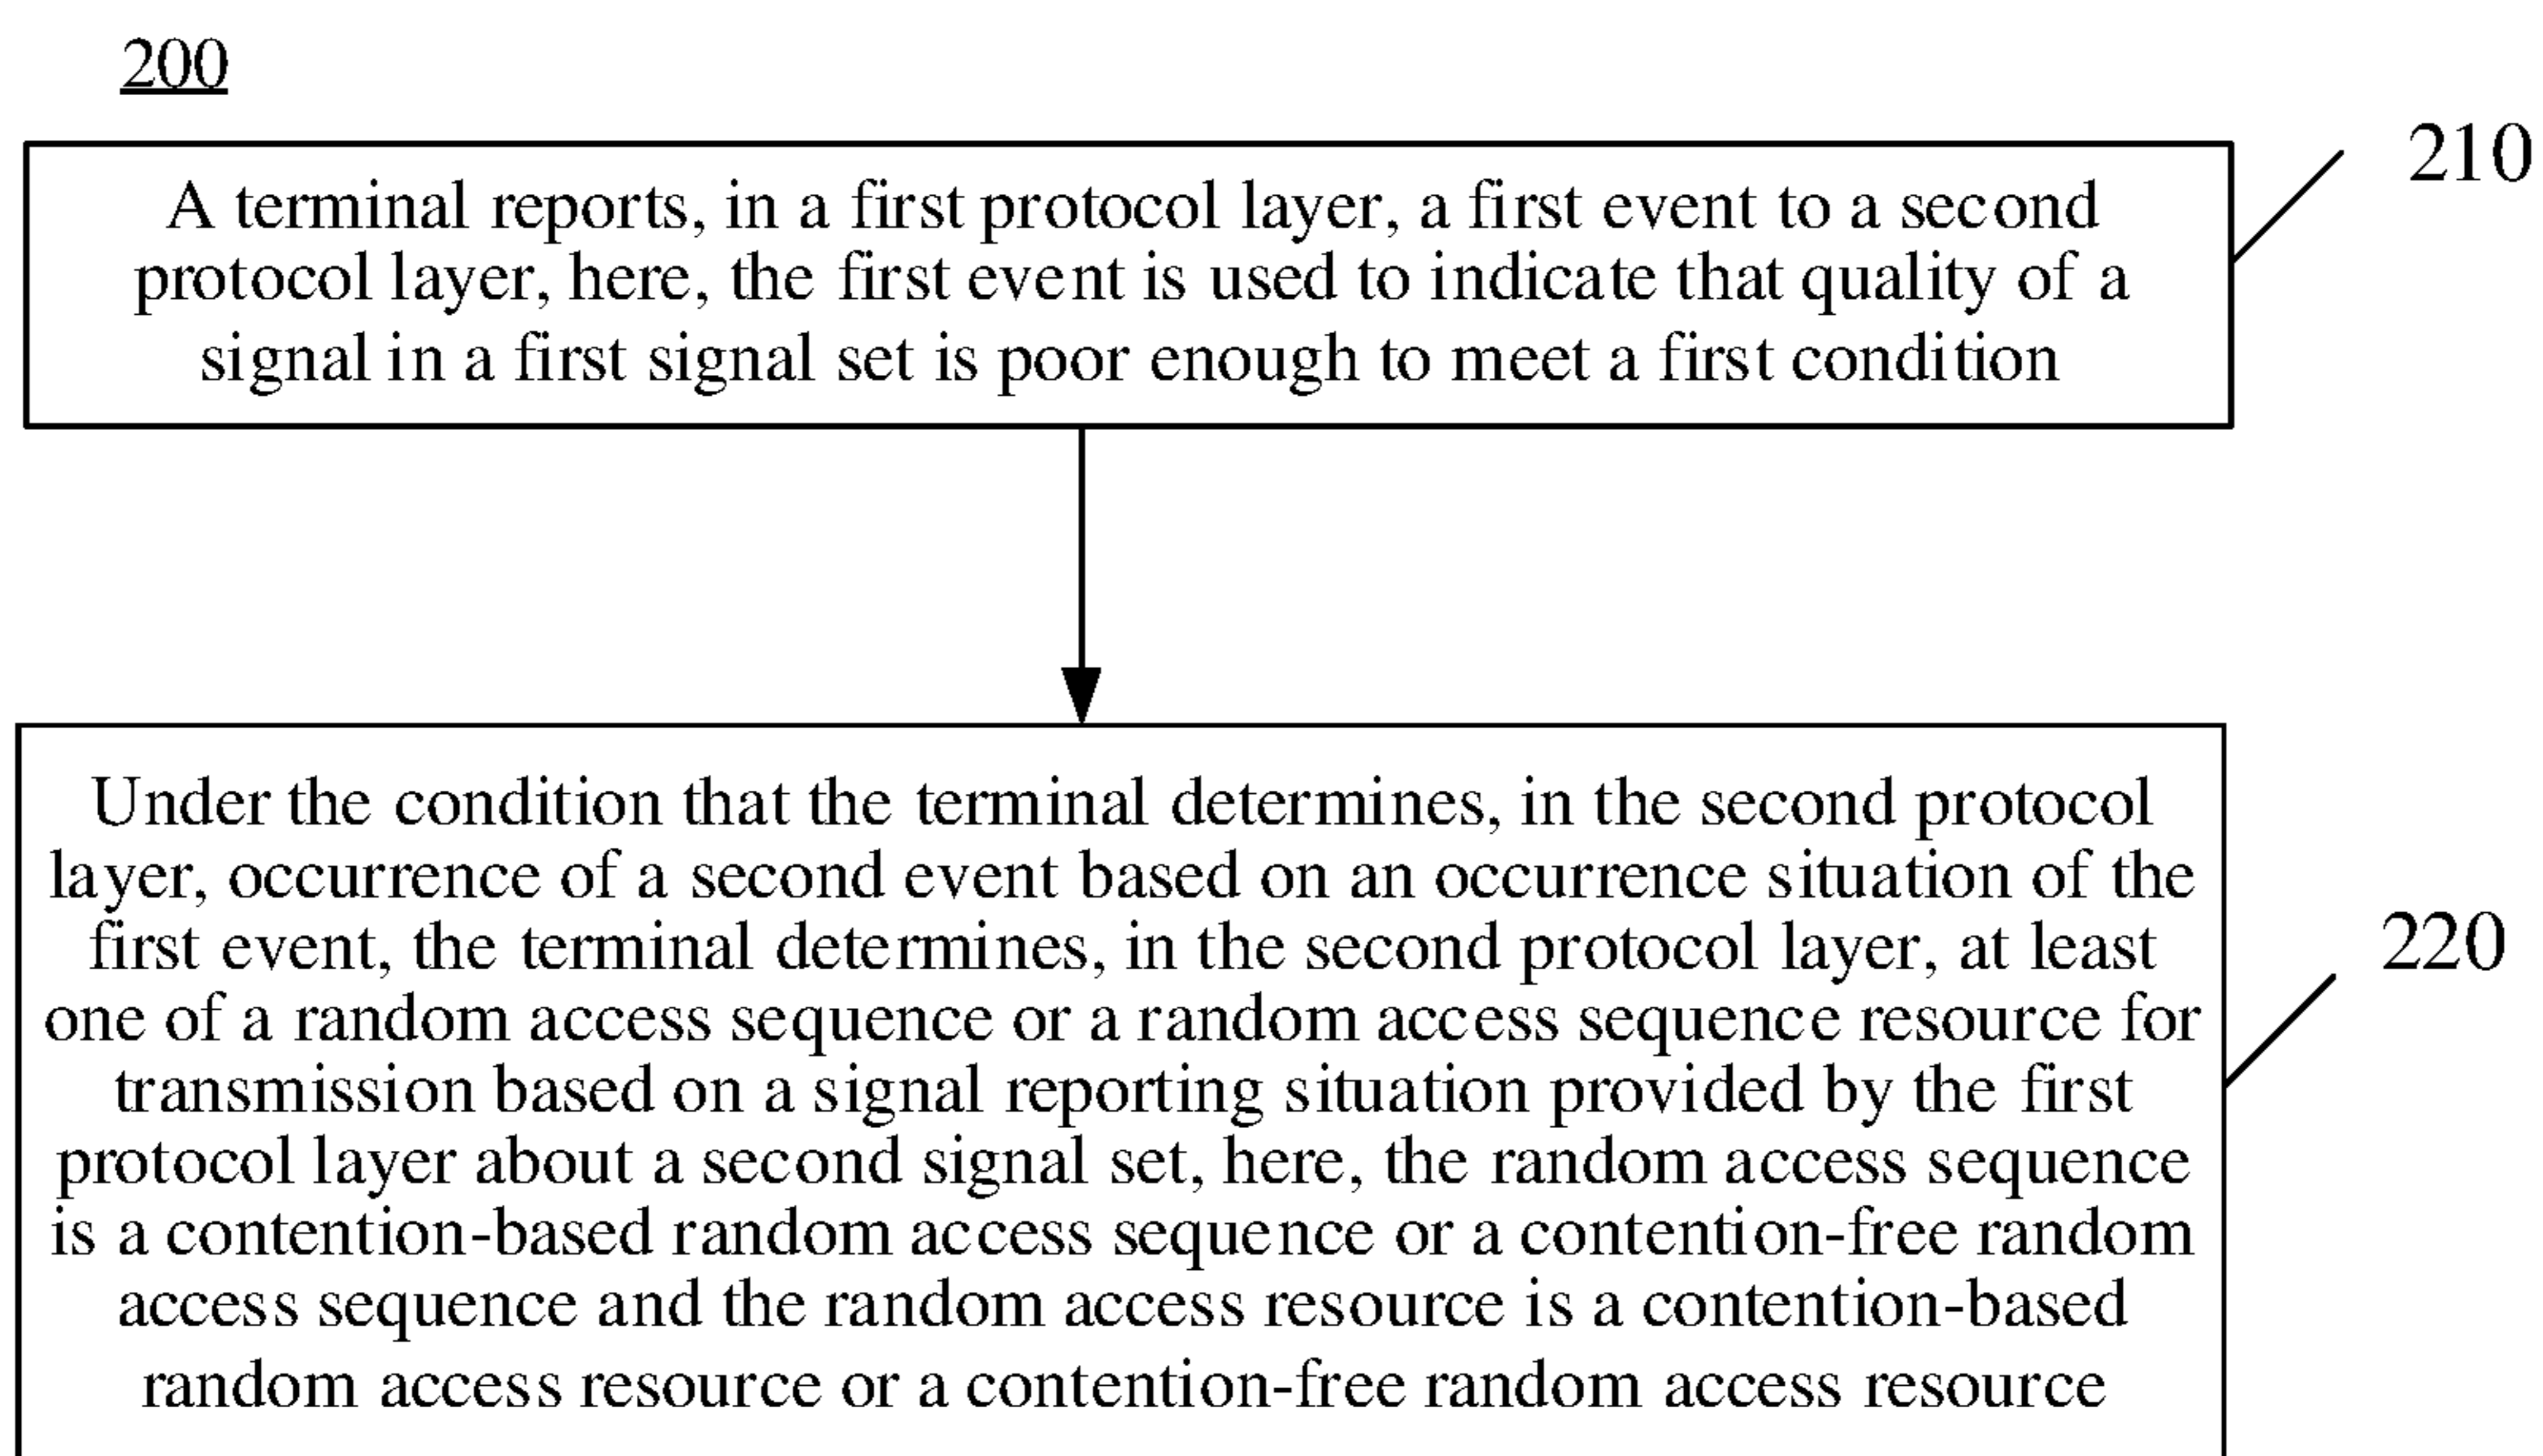 200
210
A terminal reports, in a first protocol layer, a first event to a second
protocol layer, here, the first event is used to indicate that quality of a
signal in a first signal set is poor enough to meet a first condition
Under the condition that the terminal determines, in the second protocol
layer, occurrence of a second event based on an occurrence situation of the
first event, the terminal determines, in the second protocol layer, at least
one of a random access sequence or a random access sequence resource for
transmission based on a signal reporting situation provided by the first
protocol layer about a second signal set, here, the random access sequence
is a contention-based random access sequence or a contention-free random
access sequence and the random access resource is a contention-based
random access resource or a contention-free random access resource
220